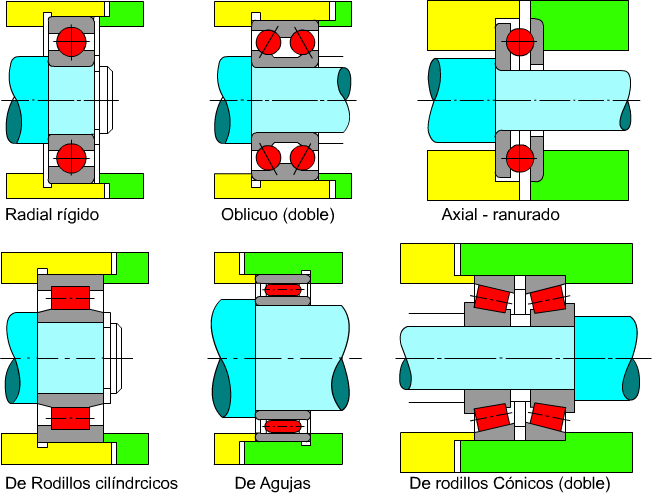 Radial rígido
Oblicuo (doble)
Axial - ranurado
De Rodillos cilíndrcicos
De Agujas
De rodillos Cónicos (doble)